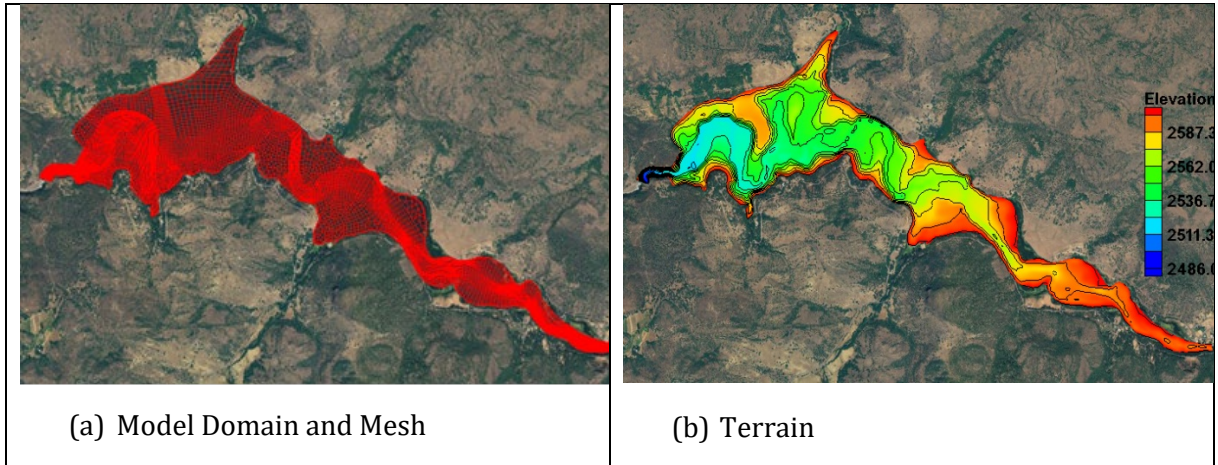 Elevation
2587.3
2562.0
2536.7
2511.3
2486.0
(a) Model Domain and Mesh
(b) Terrain